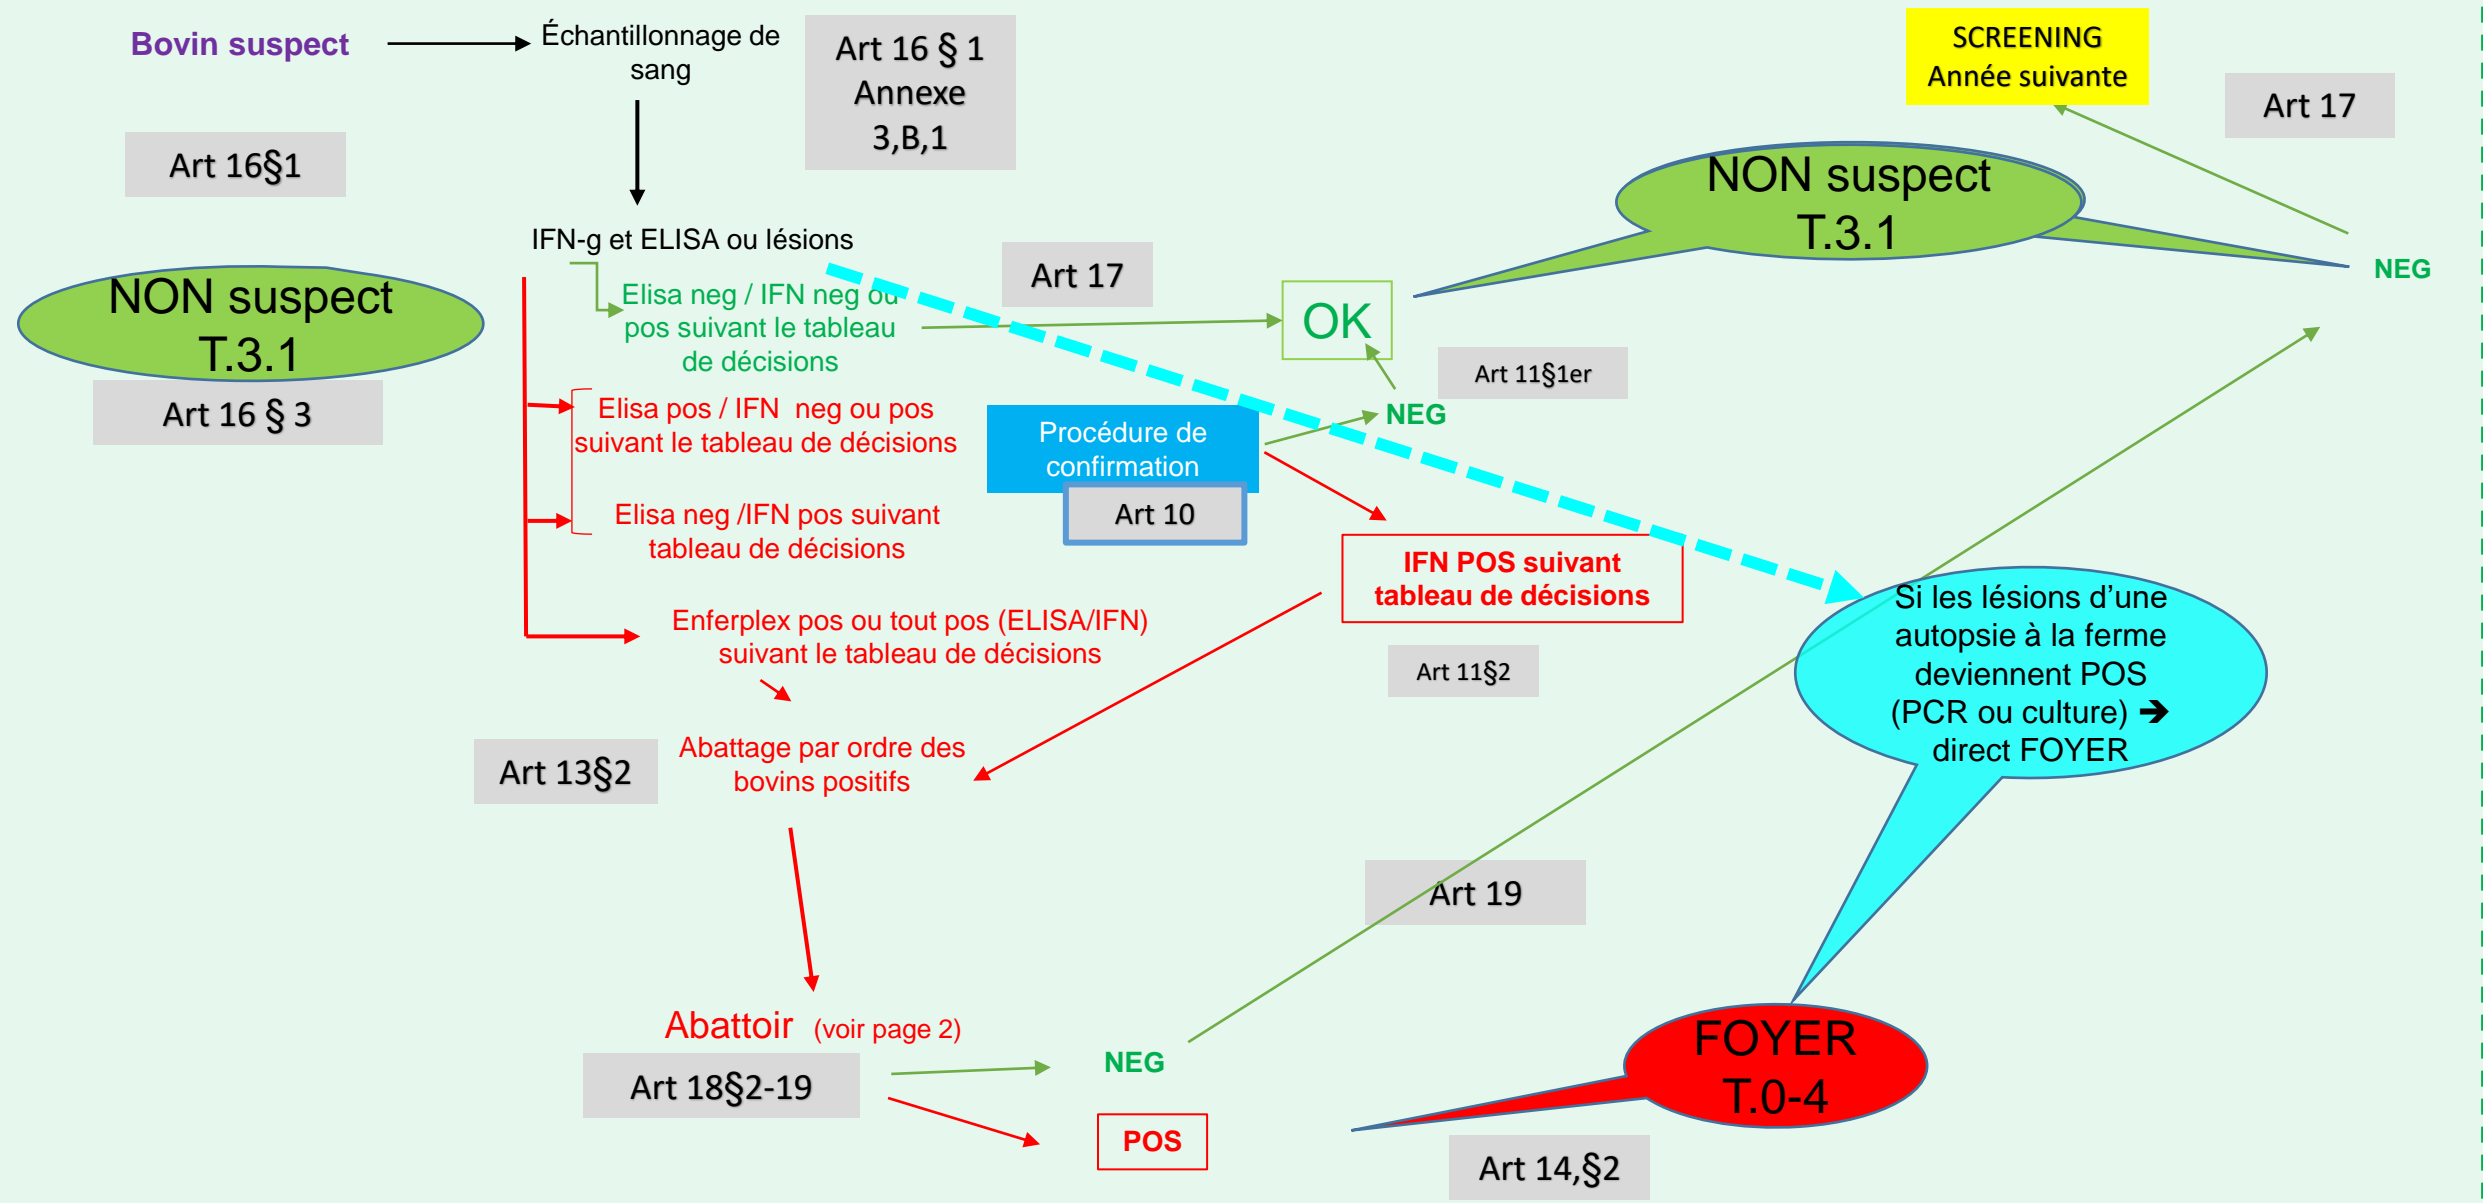 Bovin suspect
Échantillonnage de
sang
Art 16 § 1
Annexe
3,B,1
SCREENING
Année suivante
Art 17
Art 16§1
NON suspect
T.3.1
IFN-g et ELISA ou lésions
Art 17
NEG
NON suspect
T.3.1
Art 16 § 3
Elisa neg / IFN neg ou
pos suivant le tableau
de décisions
OK
Art 11§1er
NEG
Elisa pos / IFN  neg ou pos
suivant le tableau de décisions
Procédure de
confirmation
Art 10
Elisa neg /IFN pos suivant
tableau de décisions
IFN POS suivant
tableau de décisions
Art 11§2
Enferplex pos ou tout pos (ELISA/IFN)
suivant le tableau de décisions
Si les lésions d’une
autopsie à la ferme
deviennent POS
(PCR ou culture) ➔
direct FOYER
Art 13§2
Abattage par ordre des
bovins positifs
Art 19
Abattoir (voir page 2)
Art 18§2-19
NEG
POS
FOYER
T.0-4
Art 14,§2